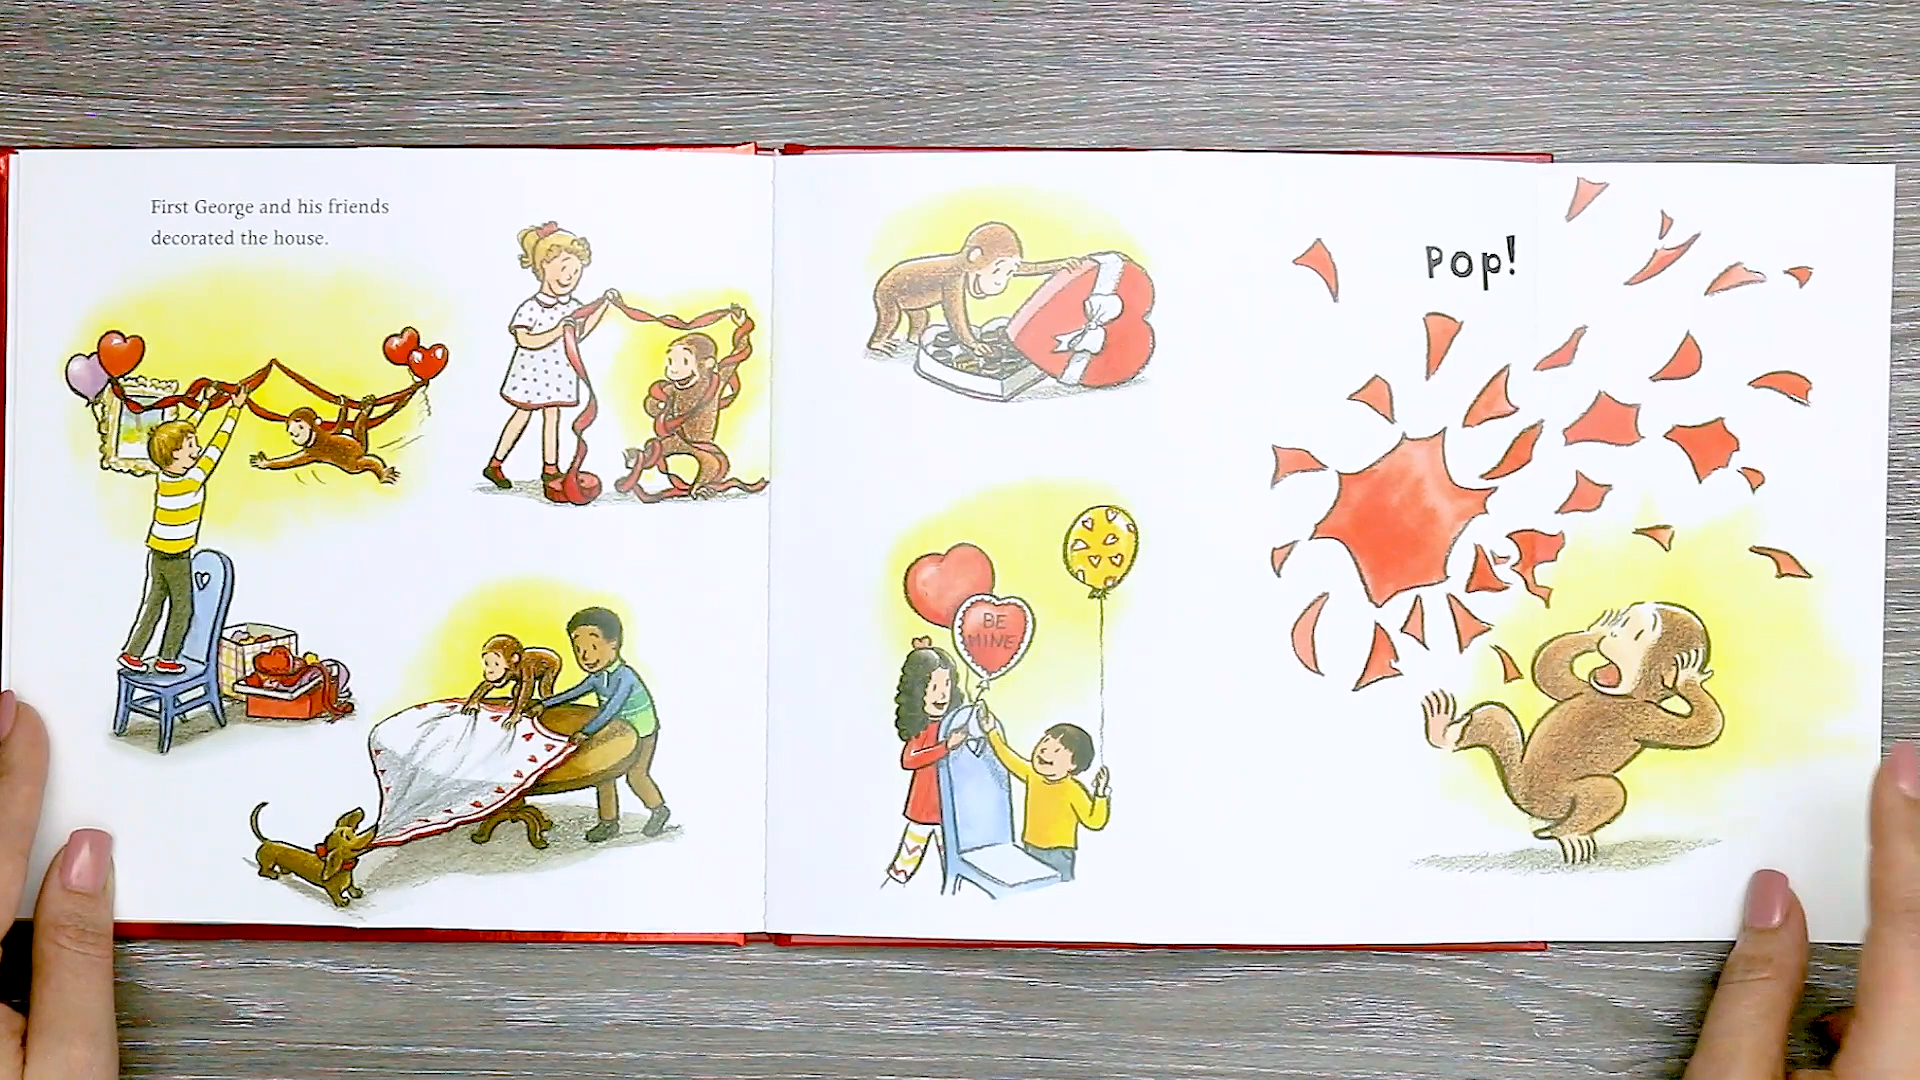 First George and his friends
decorated the house.
Pop!
BE
MINE